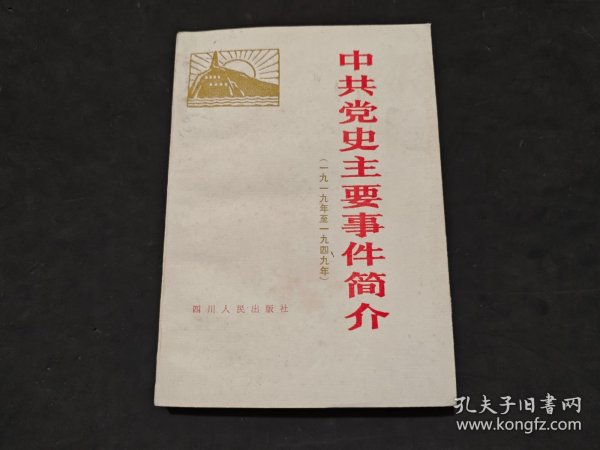 中共党史主要事件简介
(一九一九年至一九四九年)
四川人民出版社
孔夫子旧书网
www.kongfz.com